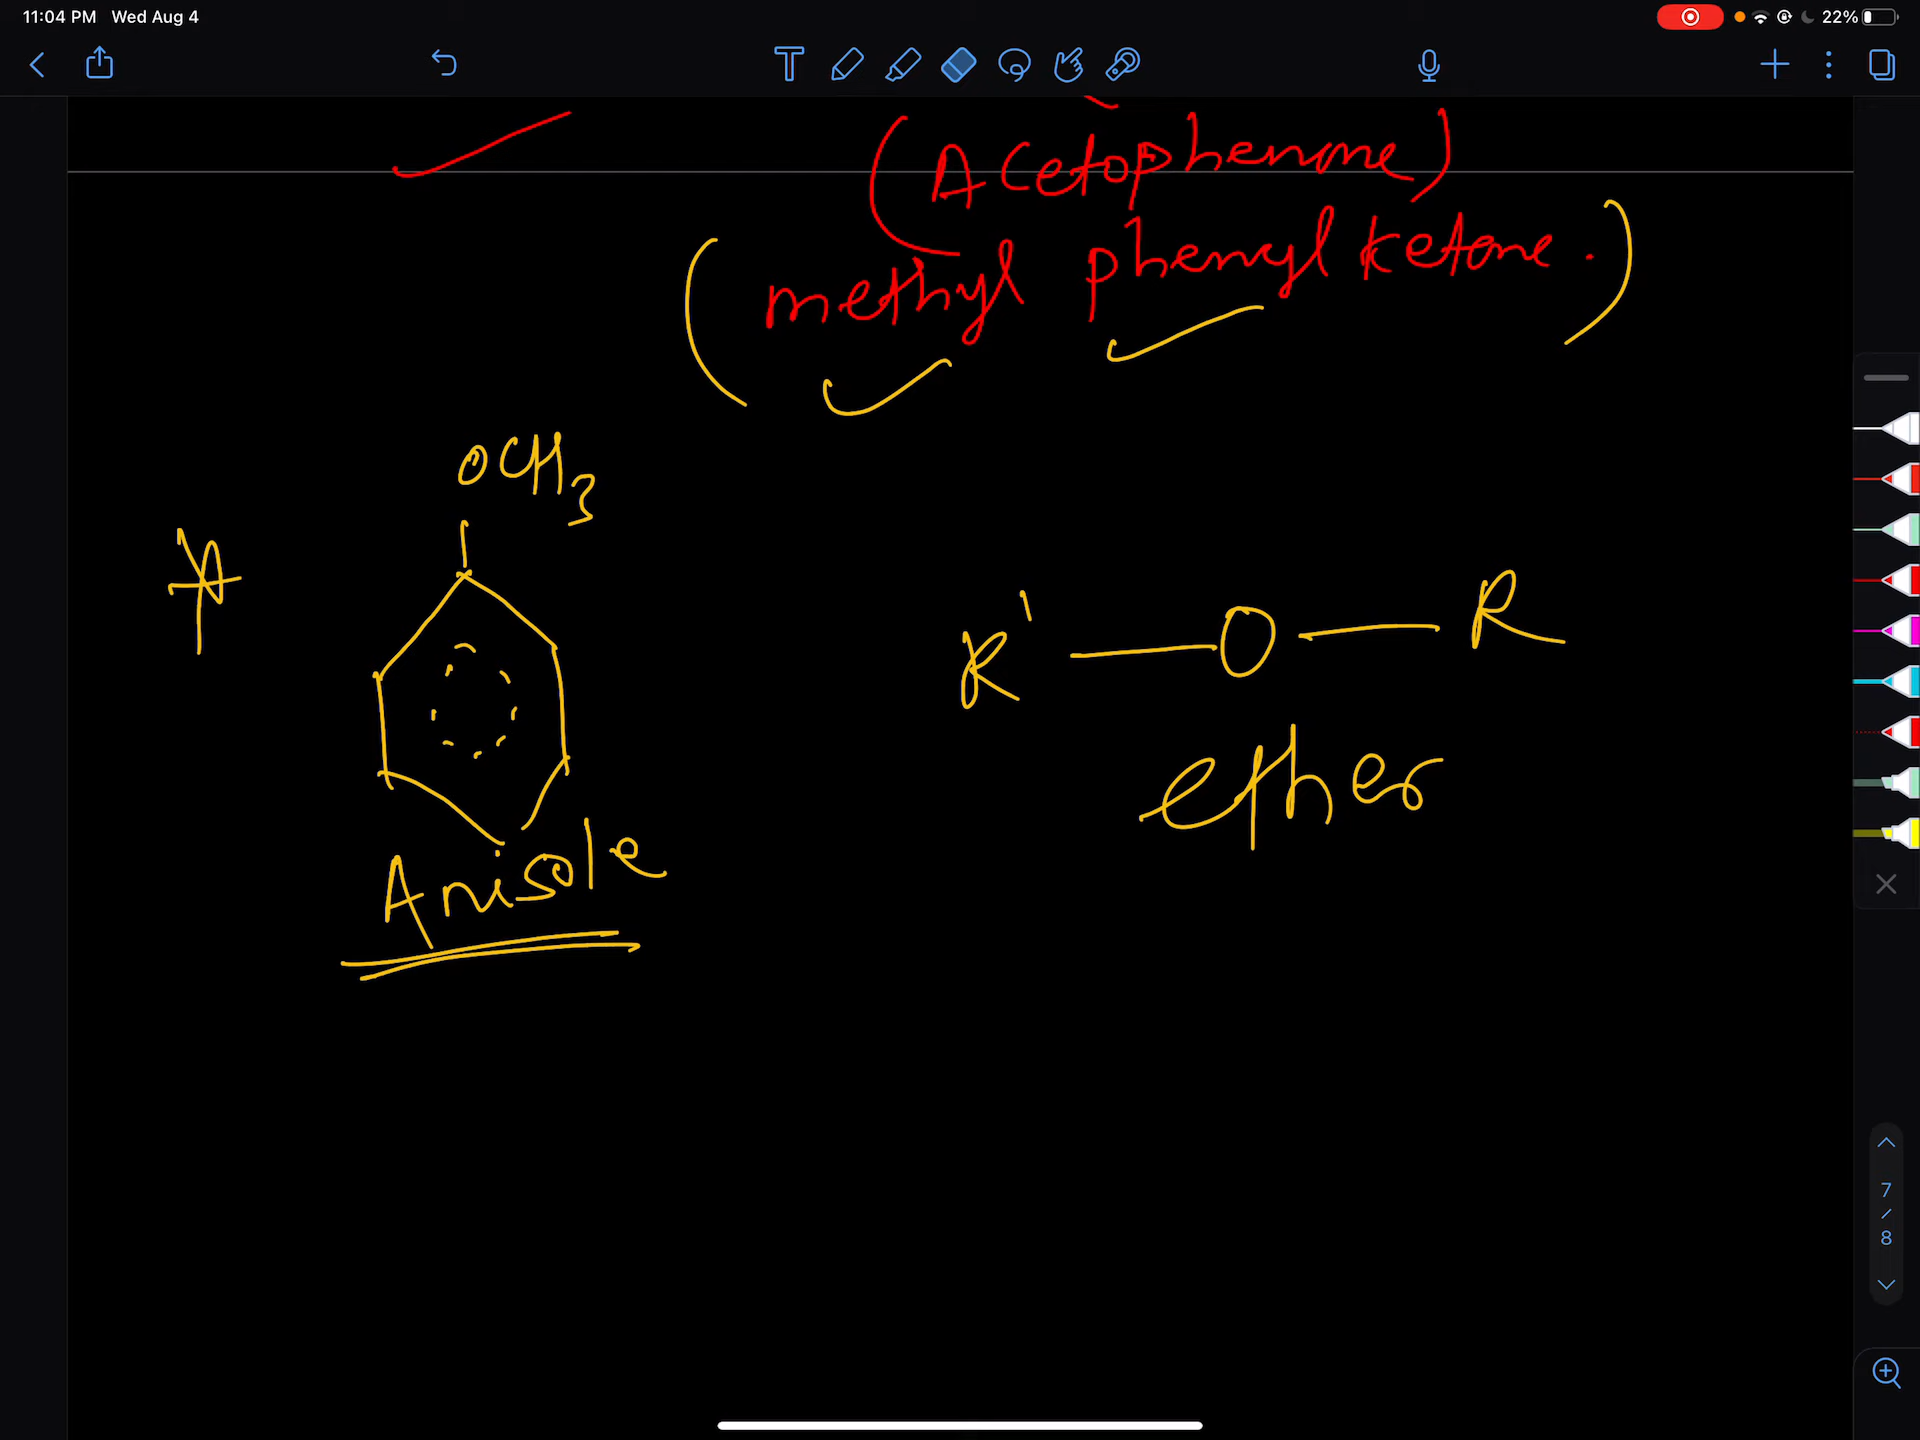 11:04 PM Wed Aug 4
22%
(Acetophenone)
(methyl phenyl ketone.)
OCH3
R' — O — R
ether
Anisole
7
/
8